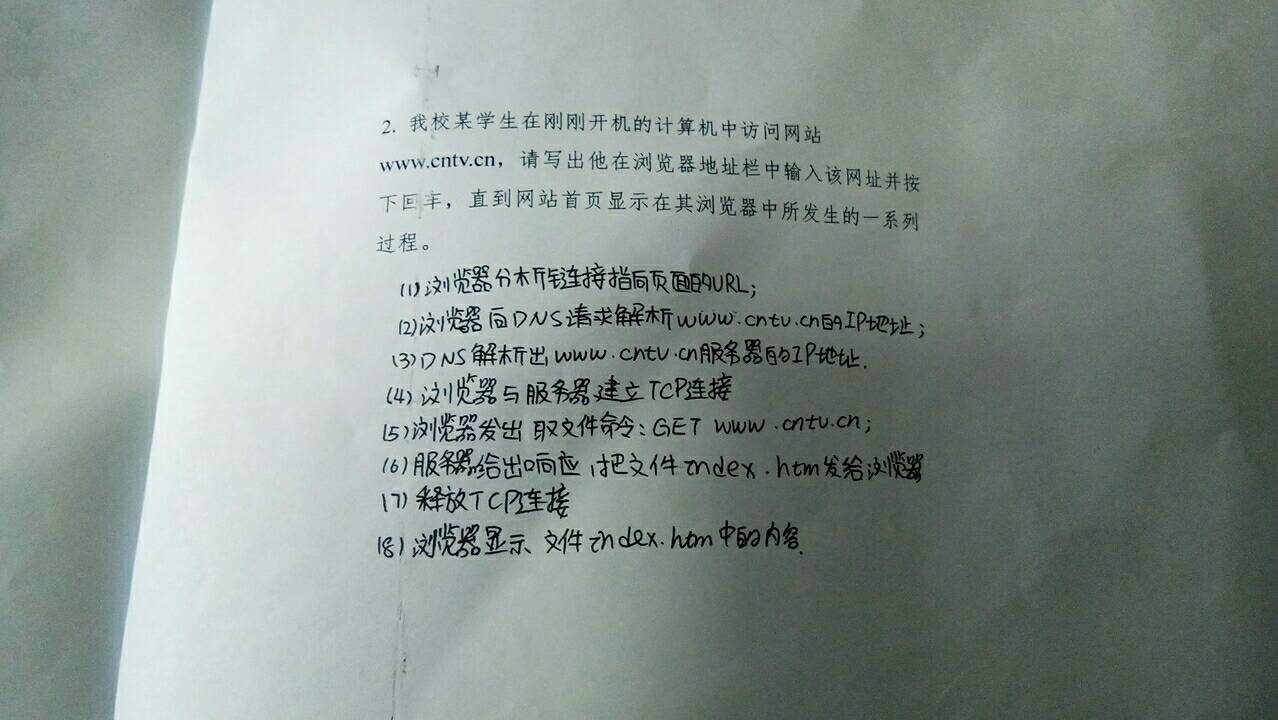 2. 我校某学生在刚刚开机的计算机中访问网站
www.cntv.cn，请写出他在浏览器地址栏中输入该网址并按
下回车，直到网站首页显示在其浏览器中所发生的一系列
过程。
(1)浏览器分析链连接指向页面的URL；
(2)浏览器向DNS请求解析www.cntv.cn的IP地址；
(3)DNS解析出www.cntv.cn服务器的IP地址.
(4)浏览器与服务器建立TCP连接
(5)浏览器发出取文件命令：GET www.cntv.cn；
(6)服务器给出响应，把文件index.htm发给浏览器
(7)释放TCP连接
(8)浏览器显示文件index.htm中的内容.